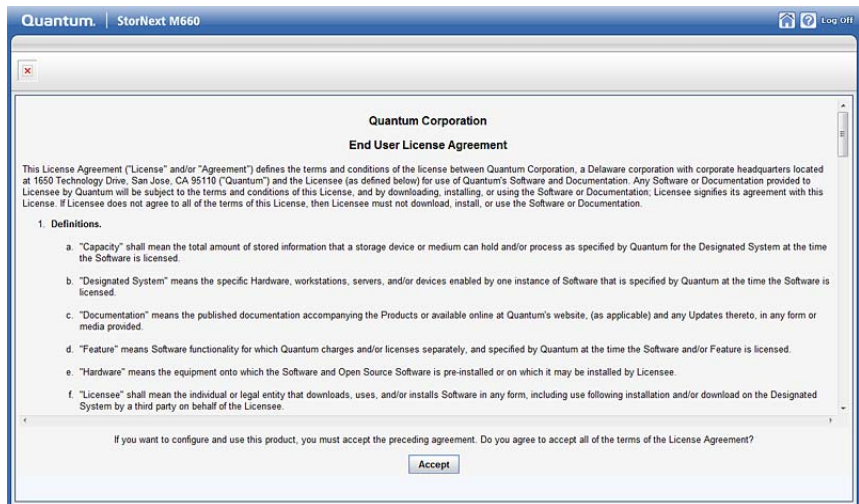 Quantum. StorNext M660
Log Off
Quantum Corporation
End User License Agreement
This License Agreement ("License" and/or "Agreement") defines the terms and conditions of the license between Quantum Corporation, a Delaware corporation with corporate headquarters located
at 1650 Technology Drive, San Jose, CA 95110 ("Quantum") and the Licensee (as defined below) for use of Quantum's Software and Documentation. Any Software or Documentation provided to
Licensee by Quantum will be subject to the terms and conditions of this License, and by downloading, installing, or using the Software or Documentation; Licensee signifies its agreement with this
License. If Licensee does not agree to all of the terms of this License, then Licensee must not download, install, or use the Software or Documentation.
1. Definitions.
a. "Capacity" shall mean the total amount of stored information that a storage device or medium can hold and/or process as specified by Quantum for the Designated System at the time
the Software is licensed.
b. "Designated System" means the specific Hardware, workstations, servers, and/or devices enabled by one instance of Software that is specified by Quantum at the time the Software is
licensed.
c. "Documentation" means the published documentation accompanying the Products or available online at Quantum's website, (as applicable) and any Updates thereto, in any form or
media provided.
d. "Feature" means Software functionality for which Quantum charges and/or licenses separately, and specified by Quantum at the time the Software and/or Feature is licensed.
e. "Hardware" means the equipment onto which the Software and Open Source Software is pre-installed or on which it may be installed by Licensee.
f. "Licensee" shall mean the individual or legal entity that downloads, uses, and/or installs Software in any form, including use following installation and/or download on the Designated
System by a third party on behalf of the Licensee.
If you want to configure and use this product, you must accept the preceding agreement. Do you agree to accept all of the terms of the License Agreement?
Accept